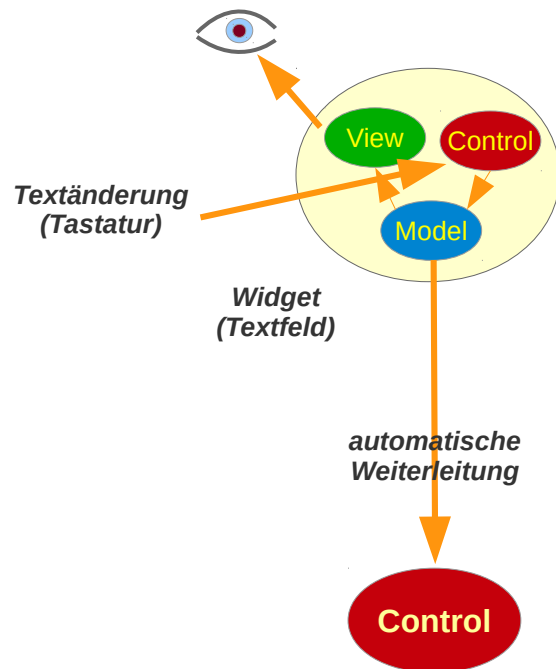 View
Control
Textänderung
(Tastatur)
Model
Widget
(Textfeld)
automatische
Weiterleitung
Control